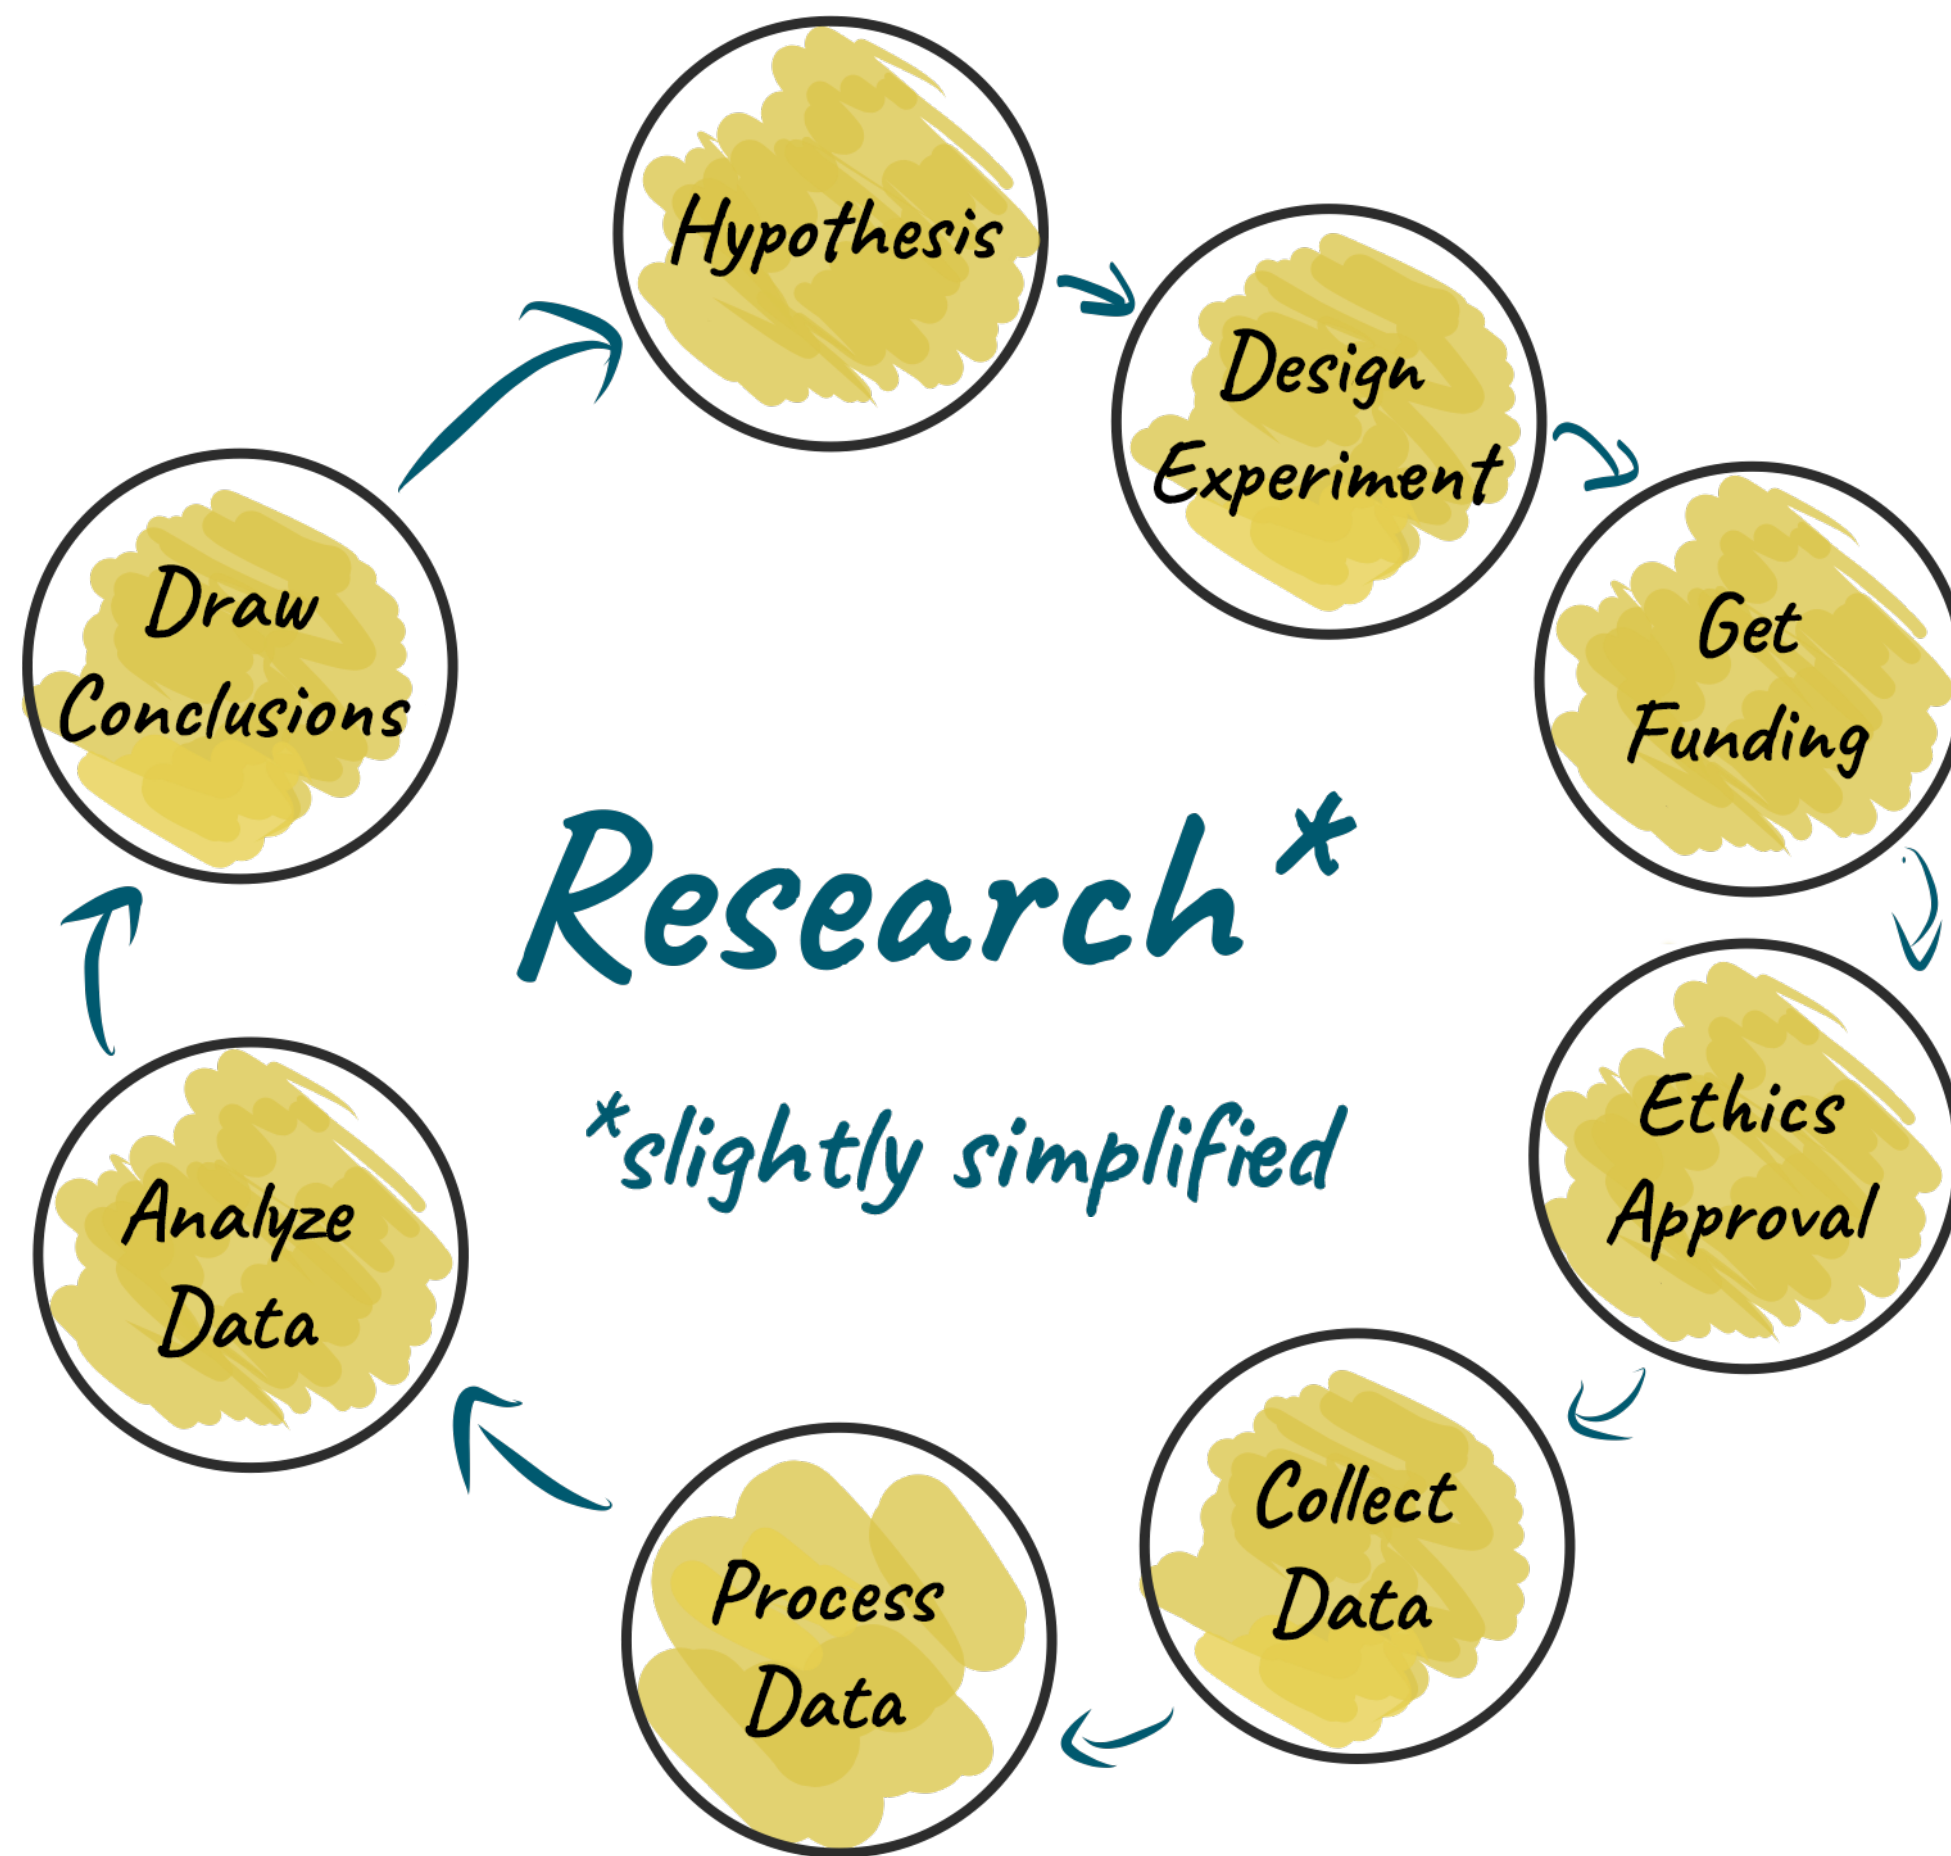 Hypothesis
Design
Experiment
Get
Funding
Ethics
Approval
Collect
Data
Process
Data
Analyze
Data
Draw
Conclusions
Research*
*slightly simplified